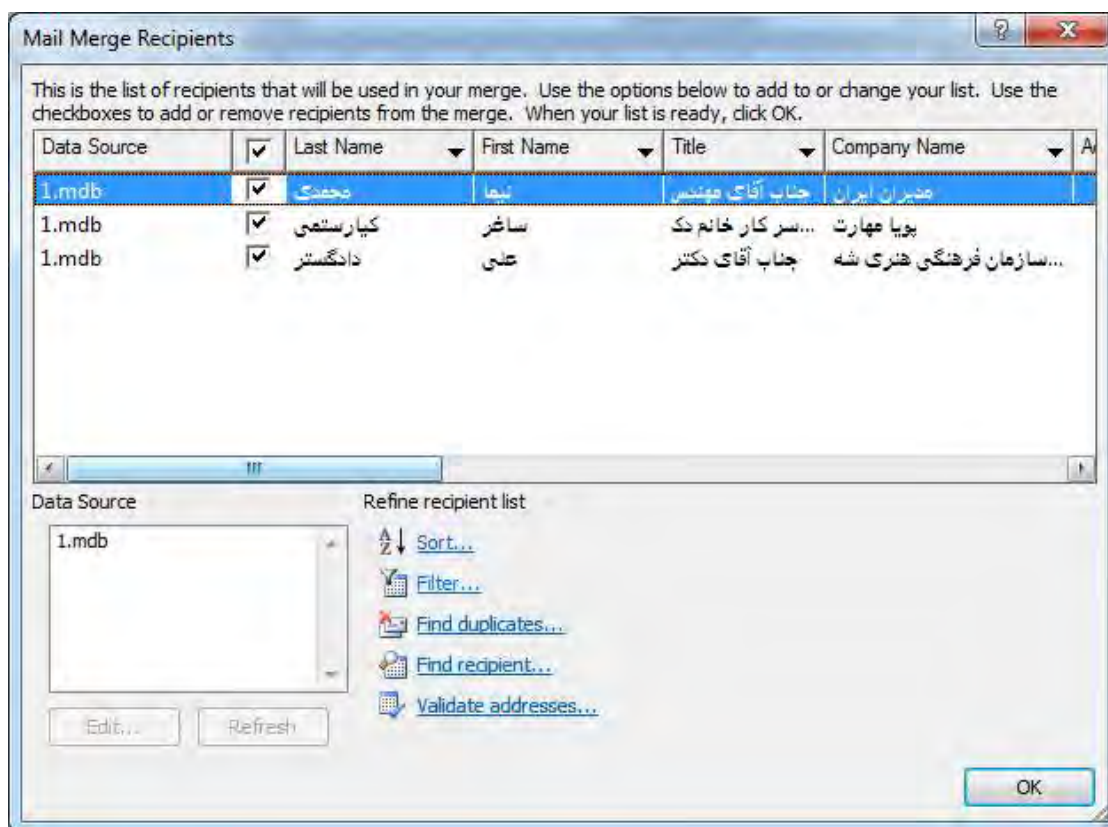 Mail Merge Recipients
This is the list of recipients that will be used in your merge. Use the options below to add to or change your list. Use the
checkboxes to add or remove recipients from the merge. When your list is ready, click OK.
Data Source Last Name First Name Title Company Name A
1.mdb محمدی نیما جناب آقای مهندس مدیران ایران
1.mdb کیارستمی ساغر سر کار خانم دک... پویا مهارت
1.mdb دادگستر علی جناب آقای دکتر سازمان فرهنگی هنری شه...
Data Source Refine recipient list
1.mdb
Sort...
Filter...
Find duplicates...
Find recipient...
Validate addresses...
Edit... Refresh
OK